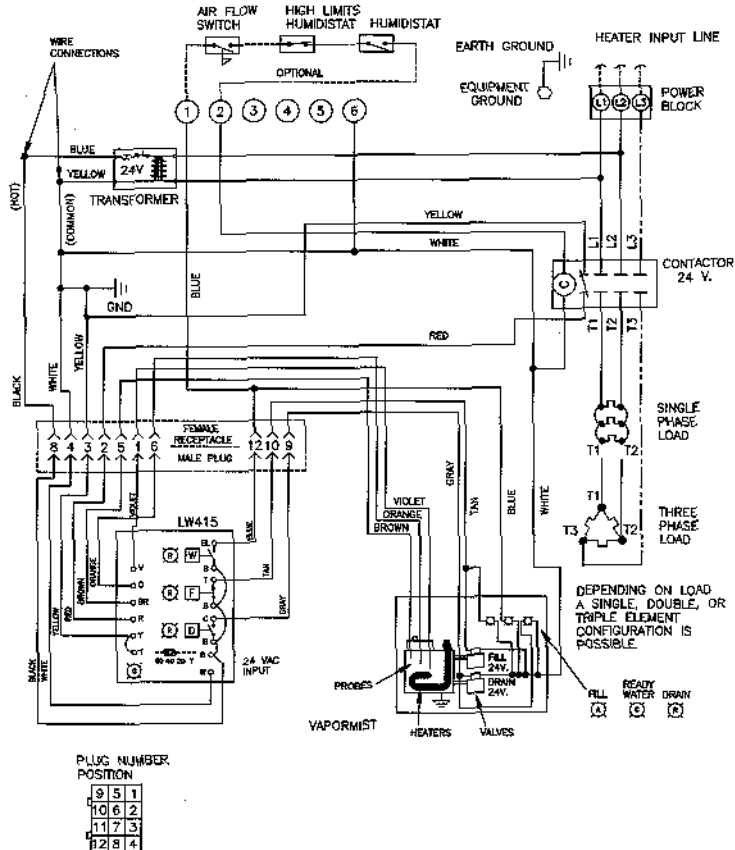 AIR FLOW SWITCH
HIGH LIMITS HUMIDISTAT
HUMIDISTAT
WIRE CONNECTIONS
OPTIONAL
1 2 3 4 5 6
EARTH GROUND
EQUIPMENT GROUND
HEATER INPUT LINE
L1 L2 L3
POWER BLOCK
BLUE
24V
YELLOW
TRANSFORMER
(HOT)
(COMMON)
YELLOW
WHITE
BLUE
GND
L1 L2 L3
C
CONTACTOR 24 V.
T1 T2 T3
RED
BLACK
WHITE
YELLOW
FEMALE RECEPTACLE
MALE PLUG
8 4 3 2 5 1 6
12 10 9
SINGLE PHASE LOAD
T1 T2
T1
T3 T2
THREE PHASE LOAD
GRAY
TAN
BLUE
WHITE
VIOLET
ORANGE
BROWN
VIOLET
ORANGE
BROWN
RED
YELLOW
BLACK
WHITE
LW415
V
O
BR
R
Y
R W
R F
R D
BL
B
T
B
G
B
B
W
BLUE
TAN
GRAY
24 VAC INPUT
DEPENDING ON LOAD
A SINGLE, DOUBLE, OR
TRIPLE ELEMENT
CONFIGURATION IS
POSSIBLE
PROBES
FILL 24V.
DRAIN 24V.
VAPORMIST
HEATERS
VALVES
FILL
READY WATER
DRAIN
A G R
PLUG NUMBER
POSITION
9 5 1
10 6 2
11 7 3
12 8 4